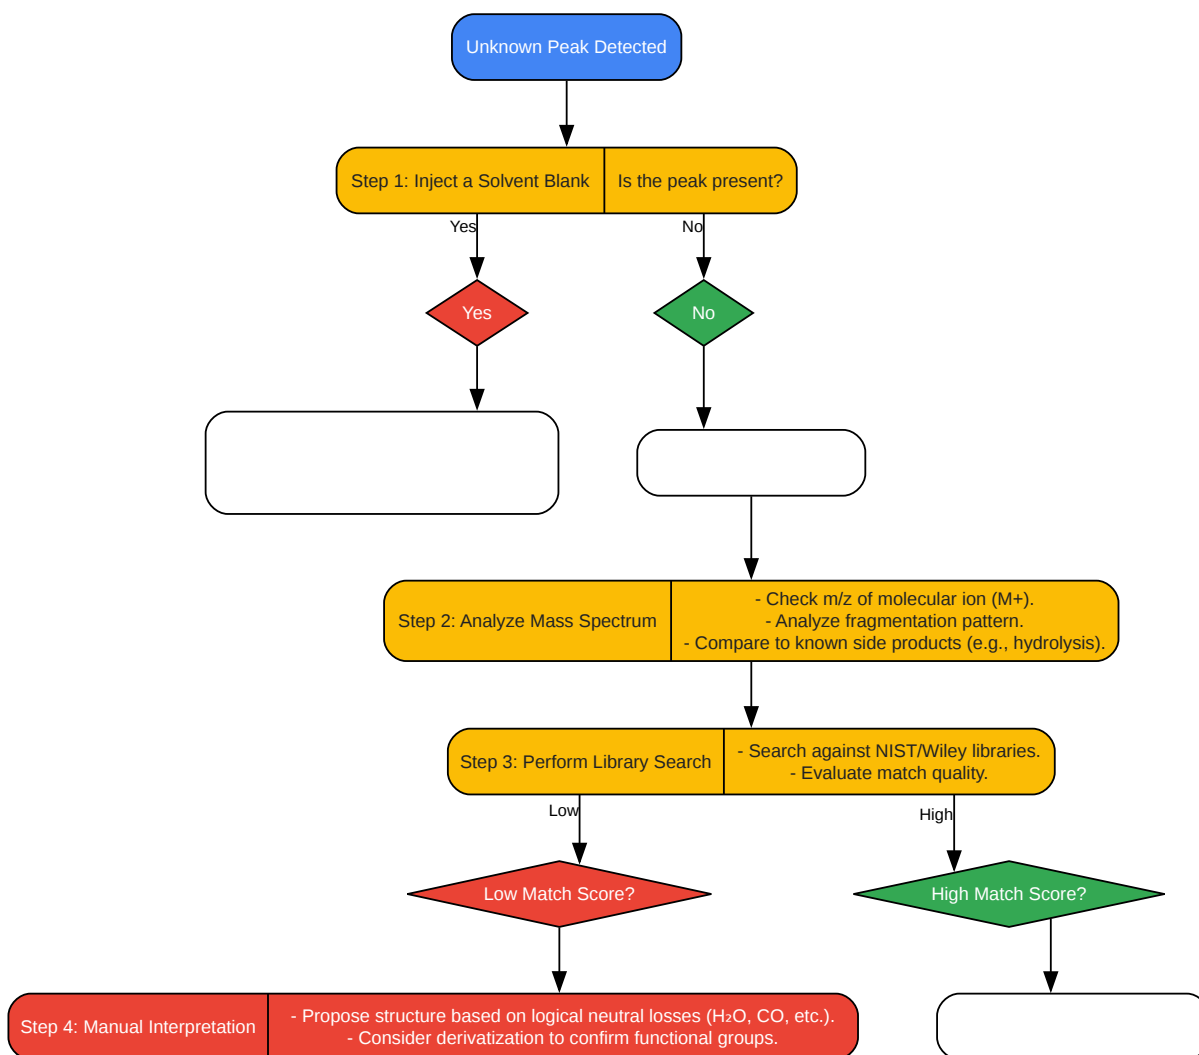 Unknown Peak Detected
Step 1: Inject a Solvent Blank
Is the peak present?
Yes
No
Yes
No
Step 2: Analyze Mass Spectrum
- Check m/z of molecular ion (M+).
- Analyze fragmentation pattern.
- Compare to known side products (e.g., hydrolysis).
Step 3: Perform Library Search
- Search against NIST/Wiley libraries.
- Evaluate match quality.
Low
High
Low Match Score?
High Match Score?
Step 4: Manual Interpretation
- Propose structure based on logical neutral losses (H₂O, CO, etc.).
- Consider derivatization to confirm functional groups.